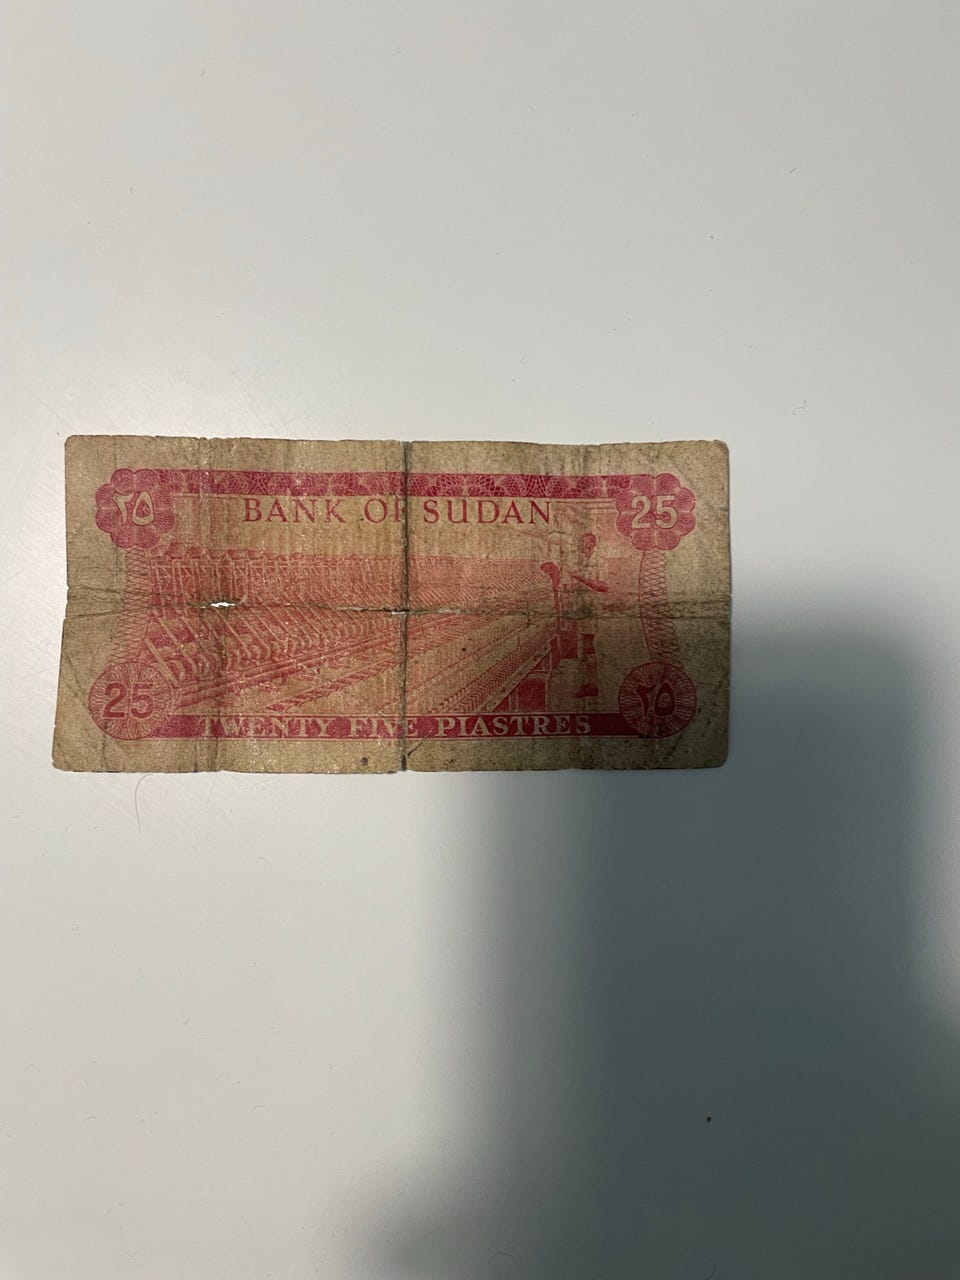 ٢٥ BANK OF SUDAN 25
25 TWENTY FIVE PIASTRES ٢٥